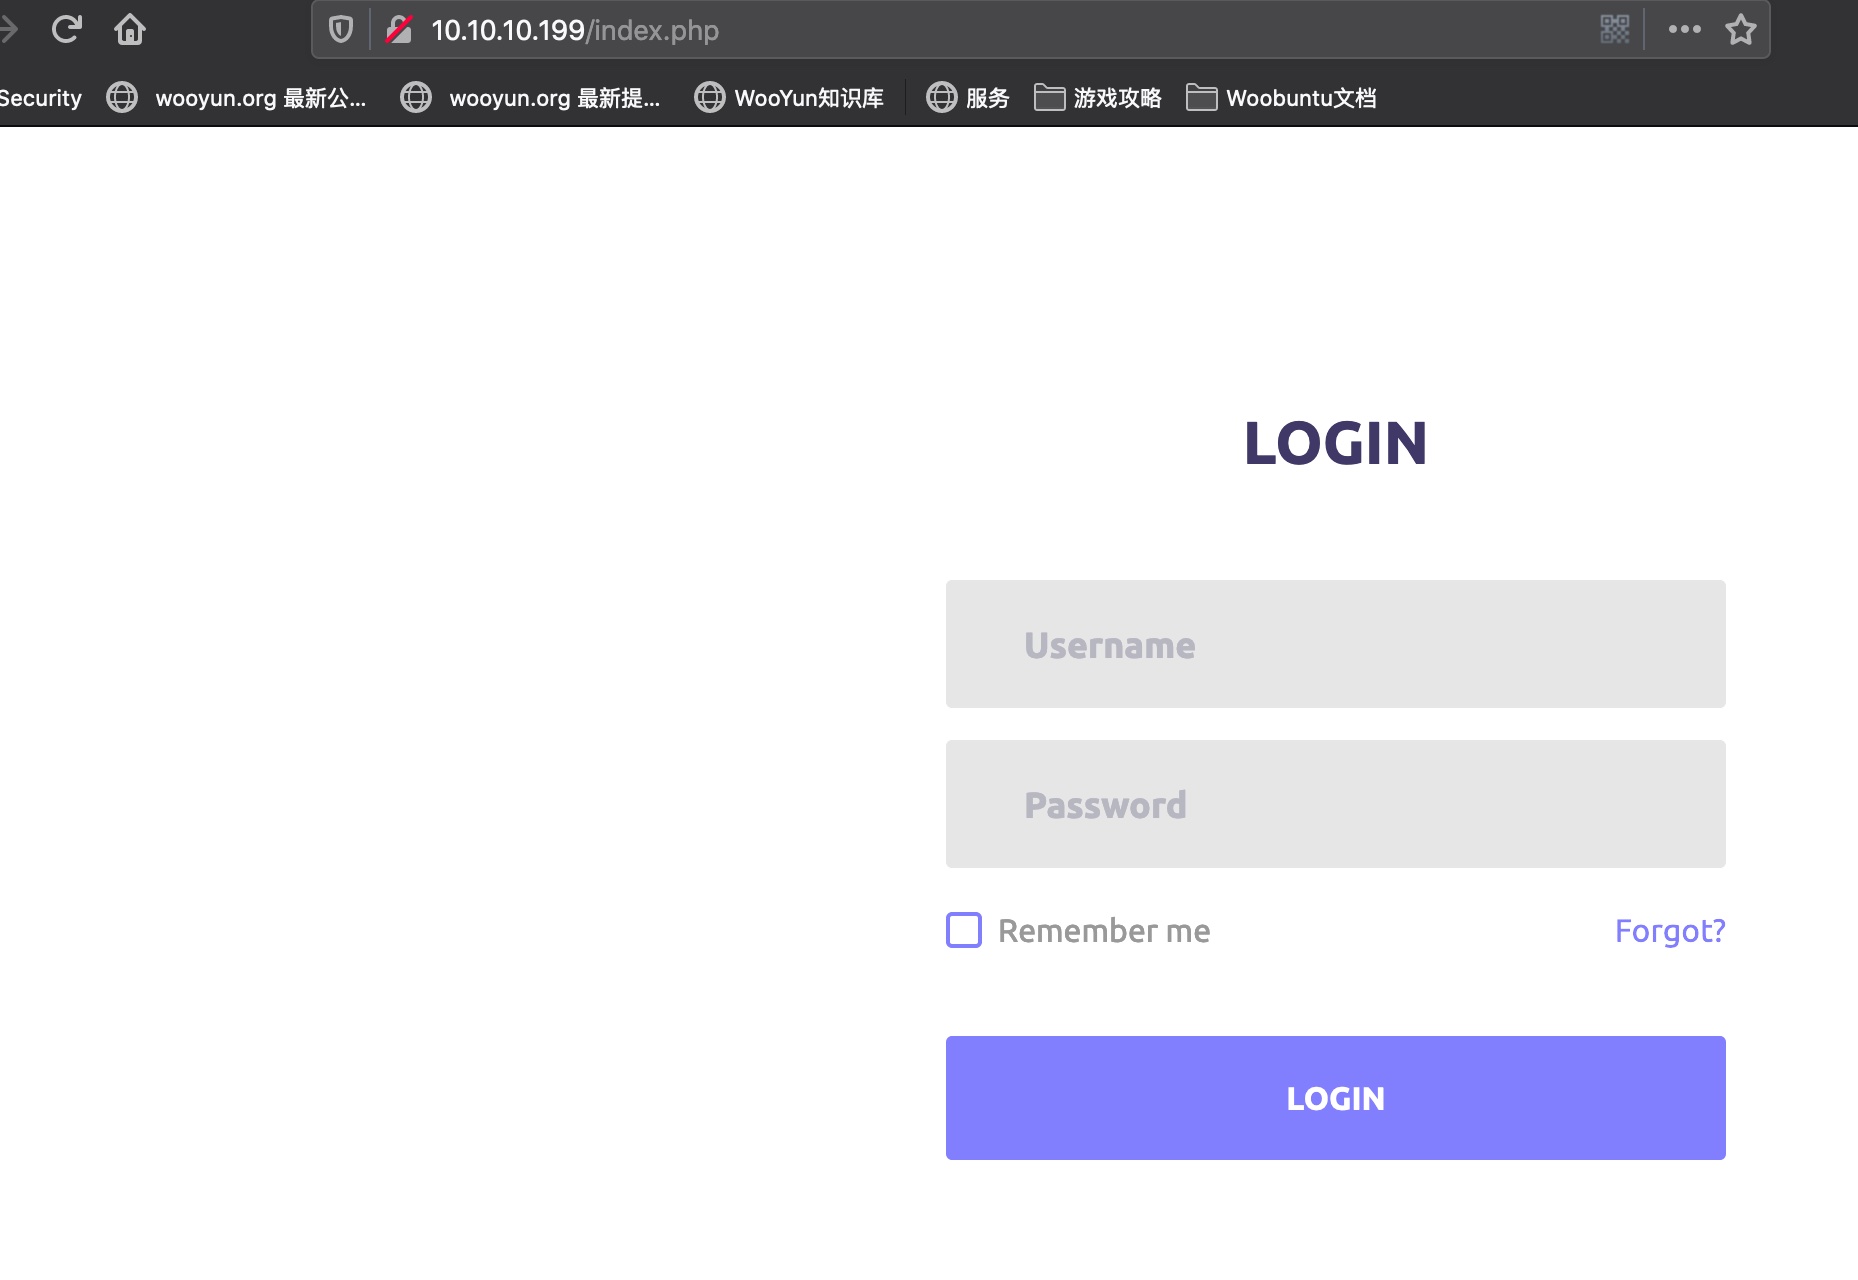 10.10.10.199/index.php
Security wooyun.org 最新公... wooyun.org 最新提... WooYun知识库 服务 游戏攻略 Woobuntu文档
LOGIN
Username
Password
Remember me Forgot?
LOGIN